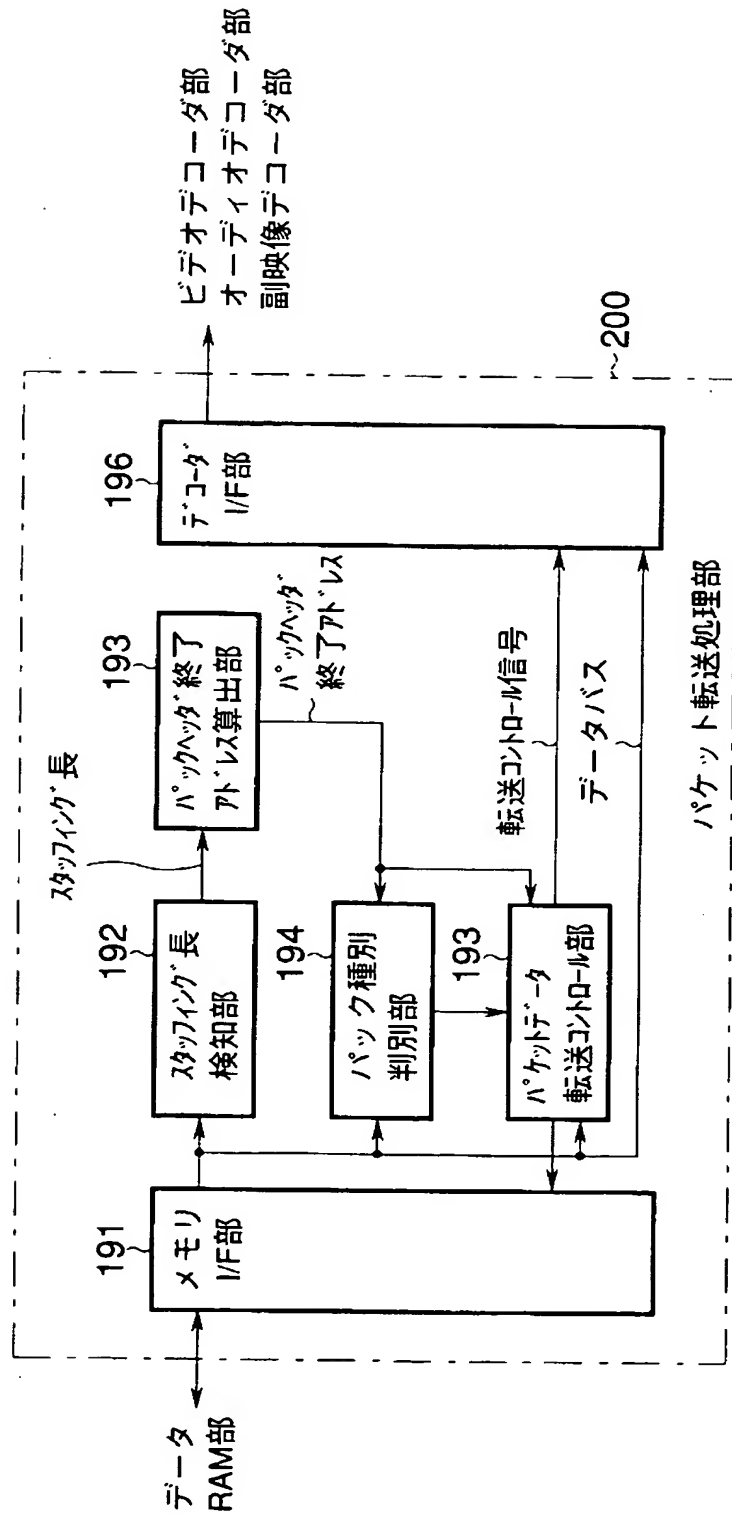 データ
RAM部
191
メモリ
I/F部
192
スタッフィング長
検知部
スタッフィング長
193
パックヘッダ終了
アドレス算出部
パックヘッダ
終了アドレス
194
パック種別
判別部
193
パケットデータ
転送コントロール部
転送コントロール信号
データバス
196
デコーダ
I/F部
ビデオデコーダ部
オーディオデコーダ部
副映像デコーダ部
200
パケット転送処理部